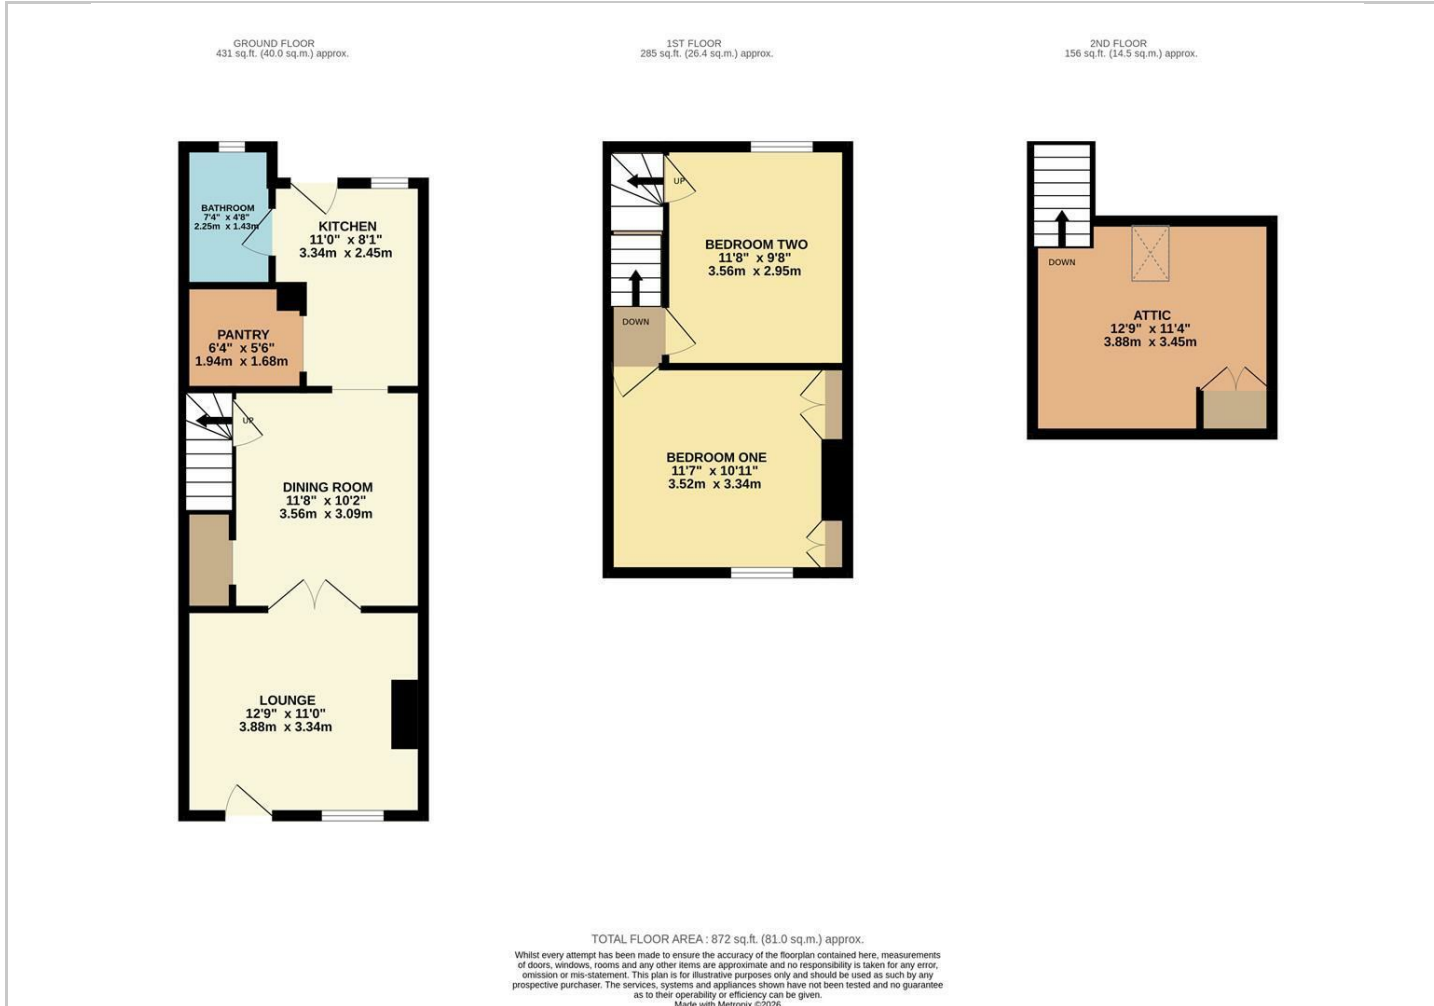 GROUND FLOOR
431 sq.ft. (40.0 sq.m.) approx.
1ST FLOOR
285 sq.ft. (26.4 sq.m.) approx.
2ND FLOOR
156 sq.ft. (14.5 sq.m.) approx.
BATHROOM
7'4" x 4'8"
2.25m x 1.43m
KITCHEN
11'0" x 8'1"
3.34m x 2.45m
PANTRY
6'4" x 5'6"
1.94m x 1.68m
UP
DINING ROOM
11'8" x 10'2"
3.56m x 3.09m
LOUNGE
12'9" x 11'0"
3.88m x 3.34m
UP
BEDROOM TWO
11'8" x 9'8"
3.56m x 2.95m
DOWN
BEDROOM ONE
11'7" x 10'11"
3.52m x 3.34m
DOWN
ATTIC
12'9" x 11'4"
3.88m x 3.45m
TOTAL FLOOR AREA : 872 sq.ft. (81.0 sq.m.) approx.
Whilst every attempt has been made to ensure the accuracy of the floorplan contained here, measurements
of doors, windows, rooms and any other items are approximate and no responsibility is taken for any error,
omission or mis-statement. This plan is for illustrative purposes only and should be used as such by any
prospective purchaser. The services, systems and appliances shown have not been tested and no guarantee
as to their operability or efficiency can be given.
Made with Metropix ©2026